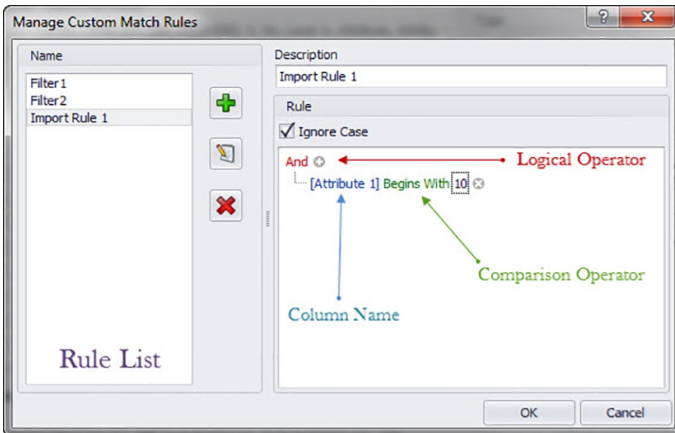 Manage Custom Match Rules
Name
Filter1
Filter2
Import Rule 1
Rule List
Description
Import Rule 1
Rule
Ignore Case
And
Logical Operator
[Attribute 1] Begins With 10
Comparison Operator
Column Name
OK
Cancel